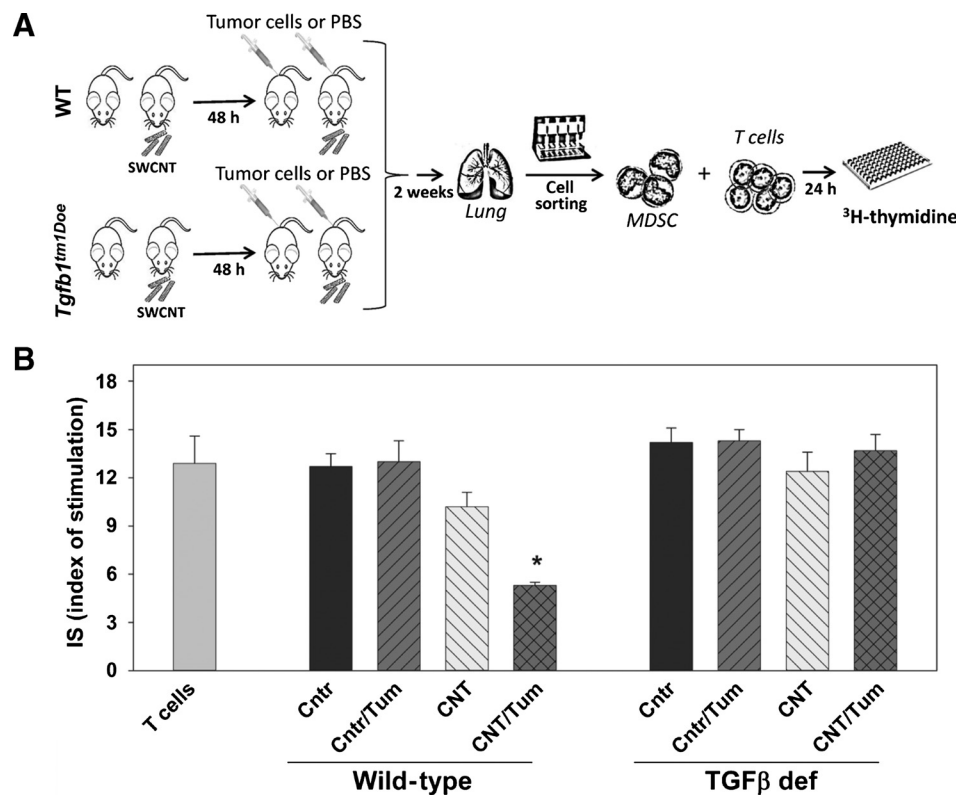 A
Tumor cells or PBS
WT
48 h
SWCNT
Tumor cells or PBS
Tgfb1tm1Doe
48 h
SWCNT
2 weeks
Lung
Cell
sorting
MDSC
+
T cells
24 h
³H-thymidine
B
IS (index of stimulation)
18
15
12
9
6
3
0
*
T cells
Cntr
Cntr/Tum
CNT
CNT/Tum
Cntr
Cntr/Tum
CNT
CNT/Tum
Wild-type
TGFβ def